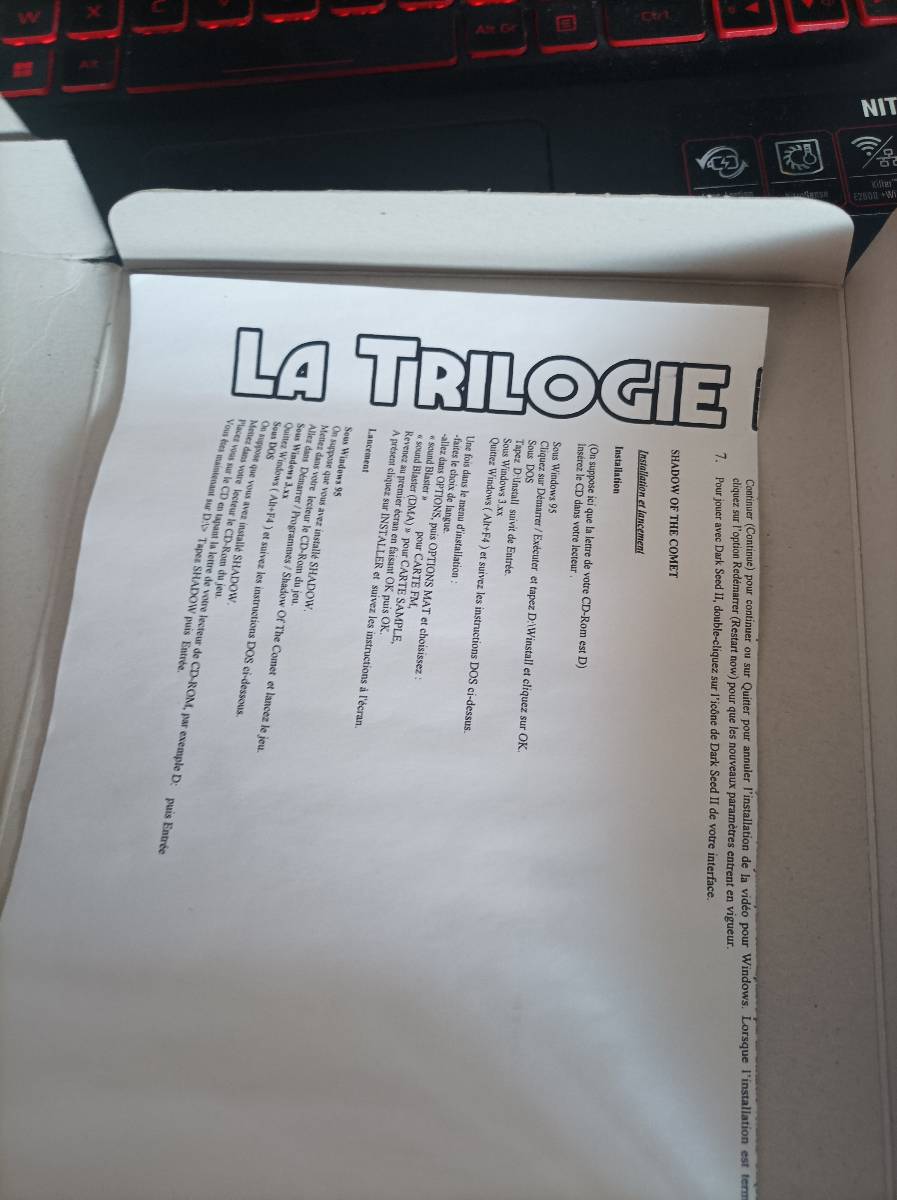 W
X
Alt
Alt Gr
Ctrl
NIT
Killer™
E2600
LA TRILOGIE
Continuer (Continue) pour continuer ou sur Quitter pour annuler l'installation de la vidéo pour Windows. Lorsque l'installation est term
cliquez sur l'option Redémarrer (Restart now) pour que les nouveaux paramètres entrent en vigueur.
7. Pour jouer avec Dark Seed II, double-cliquez sur l'icône de Dark Seed II de votre interface.
SHADOW OF THE COMET
Installation et lancement
Installation
(On suppose ici que la lettre de votre CD-Rom est D)
Insérez le CD dans votre lecteur .
Sous Windows 95
Cliquez sur Démarrer / Exécuter et tapez D:\Winstall et cliquez sur OK.
Sous DOS
Tapez D:\Install suivit de Entrée.
Sous Windows 3 .xx
Quittez Windows ( Alt+F4 ) et suivez les instructions DOS ci-dessus.
Une fois dans le menu d'installation :
-faites le choix de langue.
-allez dans OPTIONS, puis OPTIONS MAT et choisissez :
« sound Blaster » pour CARTE FM,
« sound Blaster (DMA) » pour CARTE SAMPLE,
Revenez au premier écran en faisant OK puis OK.
A présent cliquez sur INSTALLER et suivez les instructions à l'écran.
Lancement
Sous Windows 95
On suppose que vous avez installé SHADOW.
Mettez dans votre lecteur le CD-Rom du jeu.
Allez dans Démarrer / Programmes / Shadow Of The Comet et lancez le jeu.
Sous Windows 3.xx
Quittez Windows ( Alt+F4 ) et suivez les instructions DOS ci-dessous.
Sous DOS
On suppose que vous avez installé SHADOW.
Mettez dans votre lecteur le CD-Rom du jeu.
Placez vous sur le CD en tapant la lettre de votre lecteur de CD-ROM, par exemple D: puis Entrée
Vous êtes maintenant sur D:\> Tapez SHADOW puis Entrée.